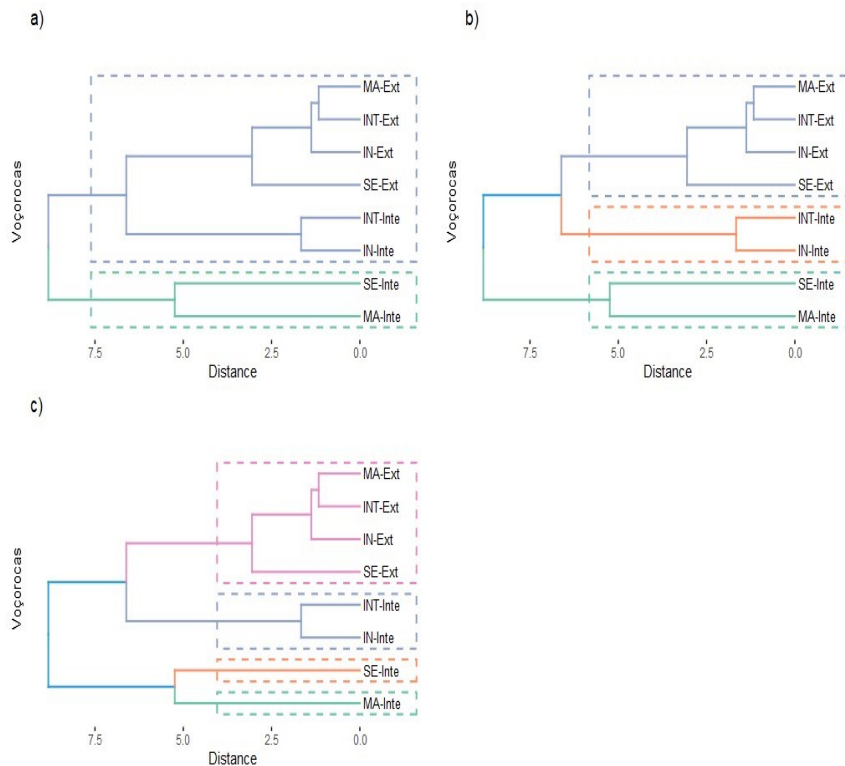 a)
Voçorocas
MA-Ext
INT-Ext
IN-Ext
SE-Ext
INT-Inte
IN-Inte
SE-Inte
MA-Inte
7.5 5.0 2.5 0.0
Distance
b)
Voçorocas
MA-Ext
INT-Ext
IN-Ext
SE-Ext
INT-Inte
IN-Inte
SE-Inte
MA-Inte
7.5 5.0 2.5 0.0
Distance
c)
Voçorocas
MA-Ext
INT-Ext
IN-Ext
SE-Ext
INT-Inte
IN-Inte
SE-Inte
MA-Inte
7.5 5.0 2.5 0.0
Distance